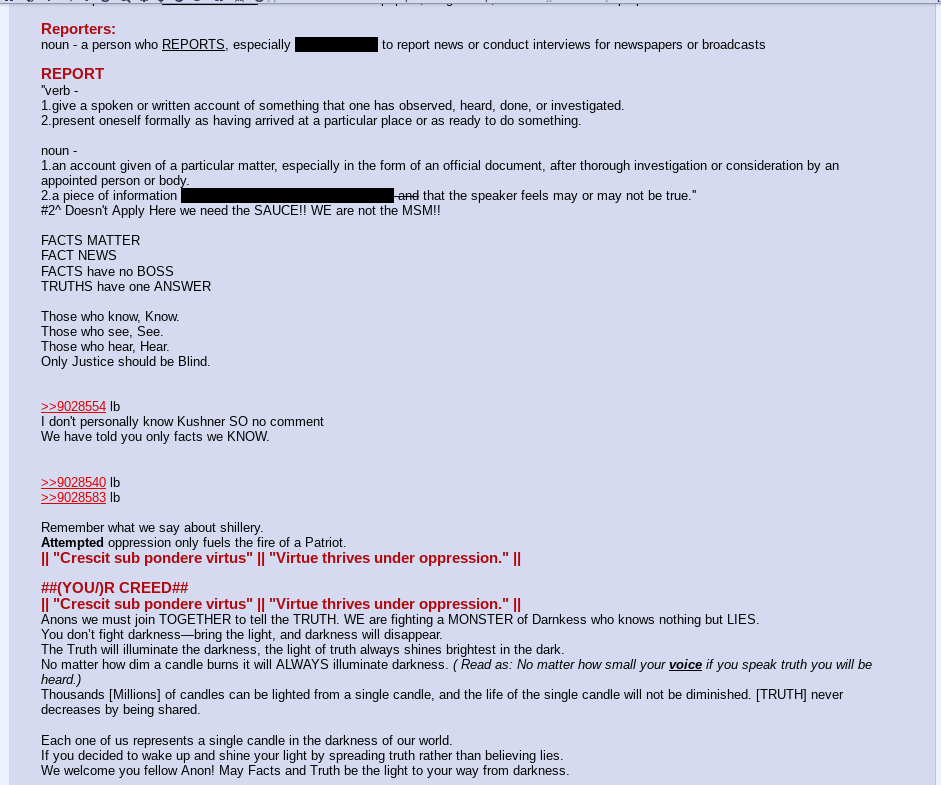 Reporters:
noun - a person who REPORTS, especially to report news or conduct interviews for newspapers or broadcasts
REPORT
"verb -
1.give a spoken or written account of something that one has observed, heard, done, or investigated.
2.present oneself formally as having arrived at a particular place or as ready to do something.
noun -
1.an account given of a particular matter, especially in the form of an official document, after thorough investigation or consideration by an
appointed person or body.
2.a piece of information and that the speaker feels may or may not be true."
#2^ Doesn't Apply Here we need the SAUCE!! WE are not the MSM!!
FACTS MATTER
FACT NEWS
FACTS have no BOSS
TRUTHS have one ANSWER
Those who know, Know.
Those who see, See.
Those who hear, Hear.
Only Justice should be Blind.
>>9028554 lb
I don't personally know Kushner SO no comment
We have told you only facts we KNOW.
>>9028540 lb
>>9028583 lb
Remember what we say about shillery.
Attempted oppression only fuels the fire of a Patriot.
|| "Crescit sub pondere virtus" || "Virtue thrives under oppression." ||
##(YOU/)R CREED##
|| "Crescit sub pondere virtus" || "Virtue thrives under oppression." ||
Anons we must join TOGETHER to tell the TRUTH. WE are fighting a MONSTER of Darnkess who knows nothing but LIES.
You don’t fight darkness—bring the light, and darkness will disappear.
The Truth will illuminate the darkness, the light of truth always shines brightest in the dark.
No matter how dim a candle burns it will ALWAYS illuminate darkness. ( Read as: No matter how small your voice if you speak truth you will be
heard.)
Thousands [Millions] of candles can be lighted from a single candle, and the life of the single candle will not be diminished. [TRUTH] never
decreases by being shared.
Each one of us represents a single candle in the darkness of our world.
If you decided to wake up and shine your light by spreading truth rather than believing lies.
We welcome you fellow Anon! May Facts and Truth be the light to your way from darkness.